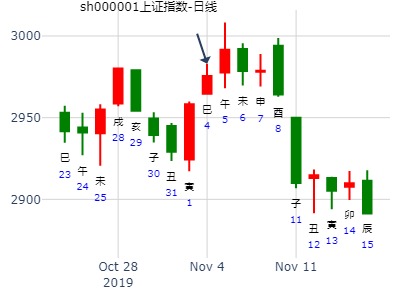 sh000001上证指数-日线
3000
2950
2900
巳
23
午
24
未
25
戌
28
亥
29
子
30
丑
31
寅
1
巳
4
午
5
未
6
申
7
酉
8
子
11
丑
12
寅
13
卯
14
辰
15
Oct 28
2019
Nov 4
Nov 11